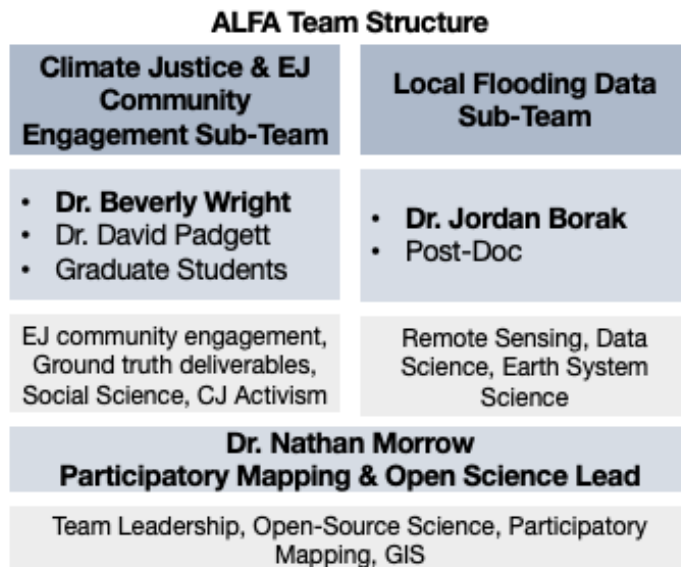 ALFA Team Structure
Climate Justice & EJ
Community
Engagement Sub-Team
Local Flooding Data
Sub-Team
• Dr. Beverly Wright
• Dr. David Padgett
• Graduate Students
• Dr. Jordan Borak
• Post-Doc
EJ community engagement,
Ground truth deliverables,
Social Science, CJ Activism
Remote Sensing, Data
Science, Earth System
Science
Dr. Nathan Morrow
Participatory Mapping & Open Science Lead
Team Leadership, Open-Source Science, Participatory
Mapping, GIS